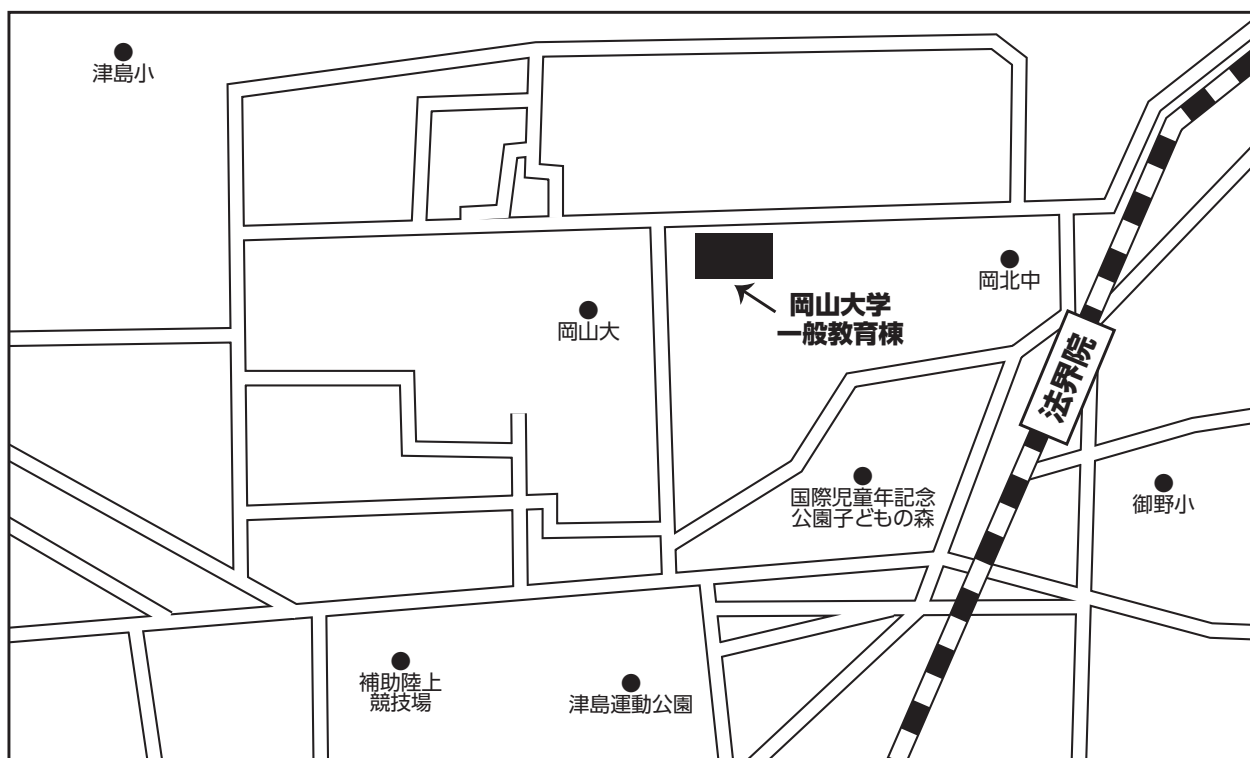 津島小
岡北中
岡山大学
一般教育棟
岡山大
法界院
国際児童年記念
公園子どもの森
御野小
補助陸上
競技場
津島運動公園